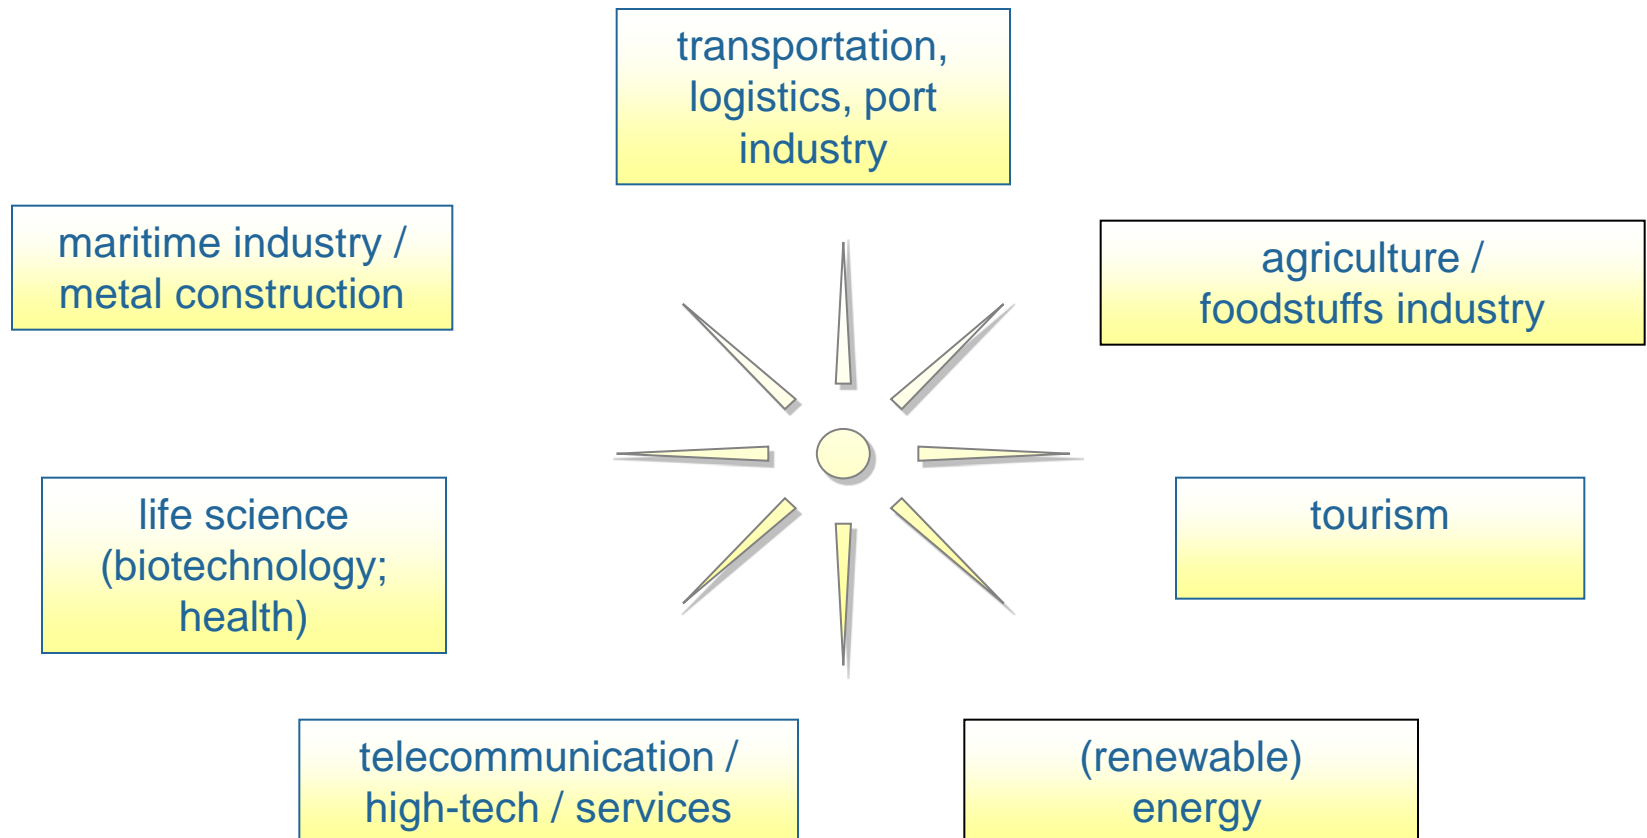 transportation,
logistics, port
industry
maritime industry /
metal construction
agriculture /
foodstuffs industry
life science
(biotechnology;
health)
tourism
telecommunication /
high-tech / services
(renewable)
energy